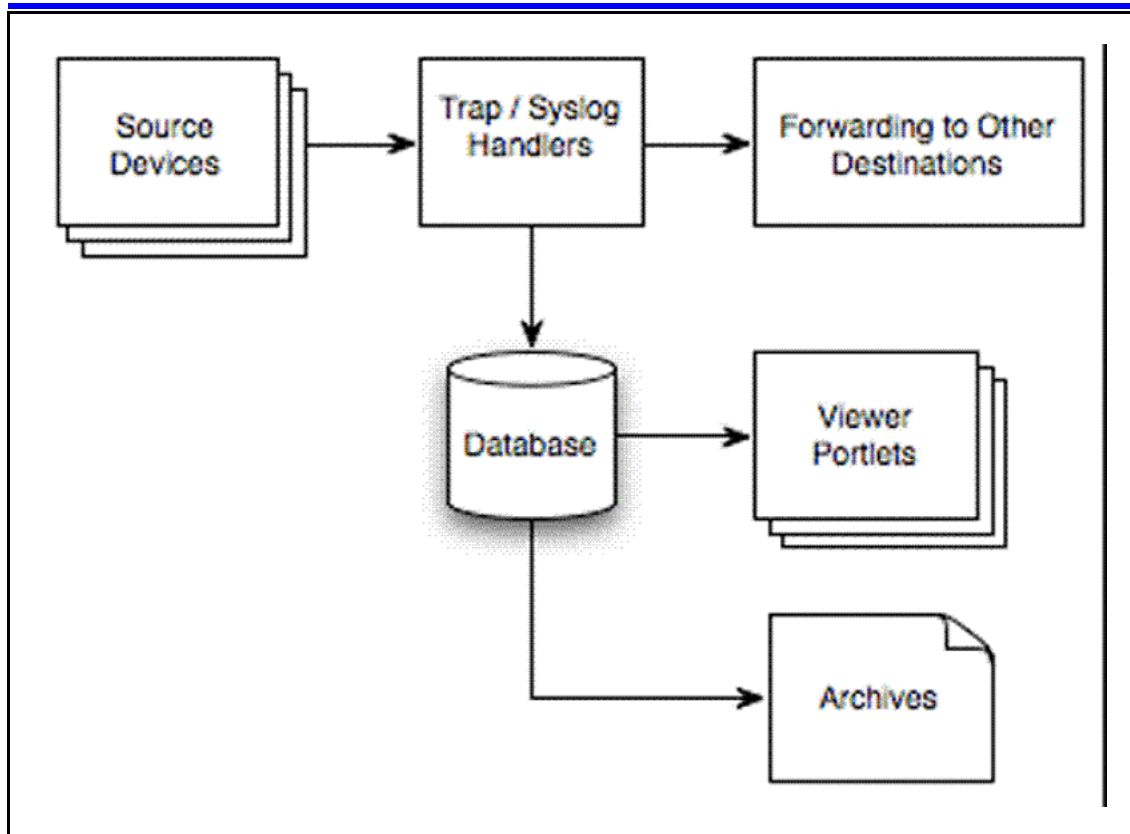 Source
Devices
Trap / Syslog
Handlers
Forwarding to Other
Destinations
Database
Viewer
Portlets
Archives